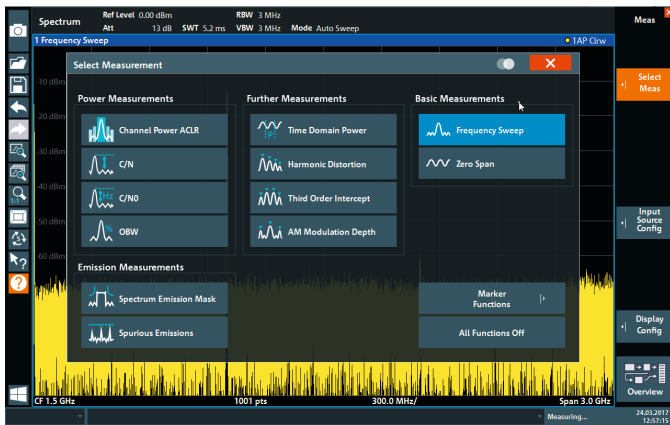 Spectrum
Ref Level 0.00 dBm RBW 3 MHz
Att 13 dB SWT 5.2 ms VBW 3 MHz Mode Auto Sweep
Meas
1 Frequency Sweep
1AP Clrw
Select Measurement
Select
Meas
-10 dBm
Power Measurements
Further Measurements
Basic Measurements
-20 dBm
Channel Power ACLR
Time Domain Power
Frequency Sweep
-30 dBm
C/N
Harmonic Distortion
Zero Span
-40 dBm
C/N0
Third Order Intercept
-50 dBm
OBW
AM Modulation Depth
Input
Source
Config
-60 dBm
Emission Measurements
Spectrum Emission Mask
Marker
Functions
Spurious Emissions
All Functions Off
Display
Config
Overview
CF 1.5 GHz
1001 pts
300.0 MHz/
Span 3.0 GHz
Measuring...
24.03.2017
12:57:15
1:1
|P|
Hz
%